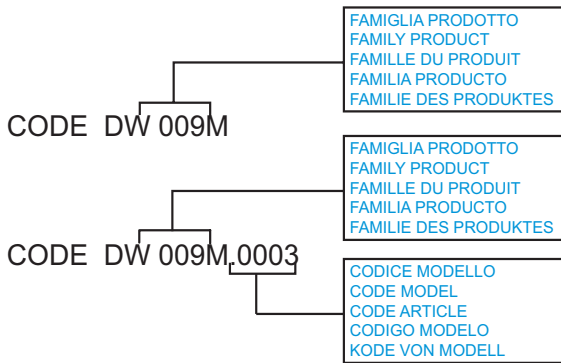 FAMIGLIA PRODOTTO
FAMILY PRODUCT
FAMILLE DU PRODUIT
FAMILIA PRODUCTO
FAMILIE DES PRODUKTES
CODE DW 009M
FAMIGLIA PRODOTTO
FAMILY PRODUCT
FAMILLE DU PRODUIT
FAMILIA PRODUCTO
FAMILIE DES PRODUKTES
CODE DW 009M.0003
CODICE MODELLO
CODE MODEL
CODE ARTICLE
CODIGO MODELO
KODE VON MODELL